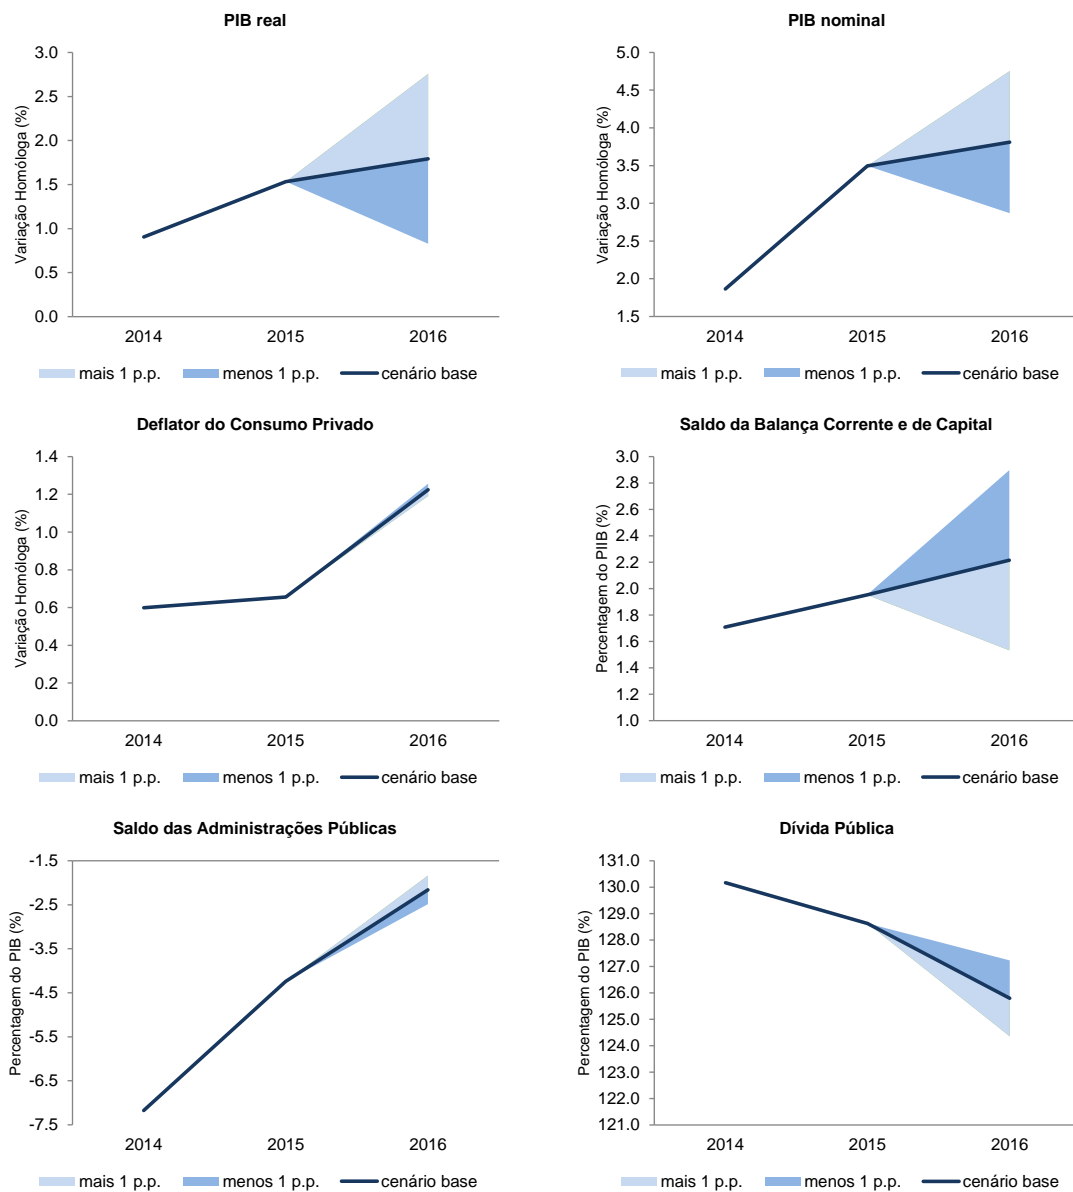 PIB real
Variação Homóloga (%)
3.0
2.5
2.0
1.5
1.0
0.5
0.0
2014 2015 2016
mais 1 p.p. menos 1 p.p. cenário base
PIB nominal
Variação Homóloga (%)
5.0
4.5
4.0
3.5
3.0
2.5
2.0
1.5
2014 2015 2016
mais 1 p.p. menos 1 p.p. cenário base
Deflator do Consumo Privado
Variação Homóloga (%)
1.4
1.2
1.0
0.8
0.6
0.4
0.2
0.0
2014 2015 2016
mais 1 p.p. menos 1 p.p. cenário base
Saldo da Balança Corrente e de Capital
Percentagem do PIIB (%)
3.0
2.8
2.6
2.4
2.2
2.0
1.8
1.6
1.4
1.2
1.0
2014 2015 2016
mais 1 p.p. menos 1 p.p. cenário base
Saldo das Administrações Públicas
Percentagem do PIB (%)
-1.5
-2.5
-3.5
-4.5
-5.5
-6.5
-7.5
2014 2015 2016
mais 1 p.p. menos 1 p.p. cenário base
Dívida Pública
Percentagem do PIB (%)
131.0
130.0
129.0
128.0
127.0
126.0
125.0
124.0
123.0
122.0
121.0
2014 2015 2016
mais 1 p.p. menos 1 p.p. cenário base